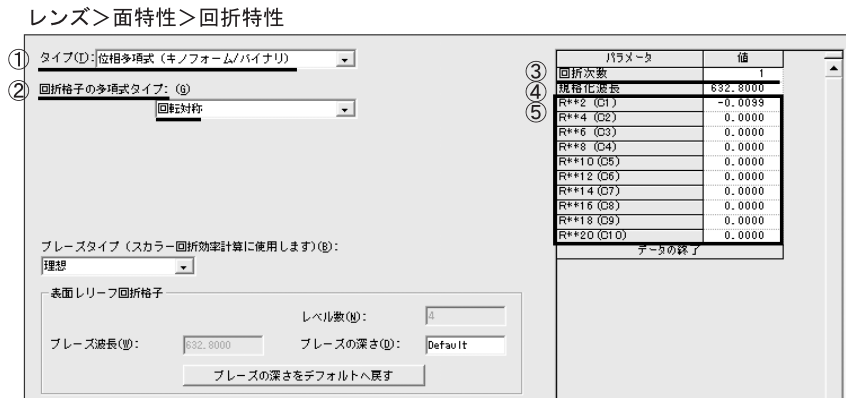 レンズ>面特性>回折特性
① タイプ(T): 位相多項式 (キノフォーム/バイナリ)
② 回折格子の多項式タイプ: (G)
回転対称
ブレーズタイプ (スカラー回折効率計算に使用します)(B):
理想
表面レリーフ回折格子
レベル数(N): 4
ブレーズ波長(W): 632.8000 ブレーズの深さ(D): Default
ブレーズの深さをデフォルトへ戻す
パラメータ 値
③ 回折次数 1
④ 規格化波長 632.8000
⑤ R**2 (C1) -0.0099
R**4 (C2) 0.0000
R**6 (C3) 0.0000
R**8 (C4) 0.0000
R**10(C5) 0.0000
R**12(C6) 0.0000
R**14(C7) 0.0000
R**16(C8) 0.0000
R**18(C9) 0.0000
R**20(C10) 0.0000
データの終了